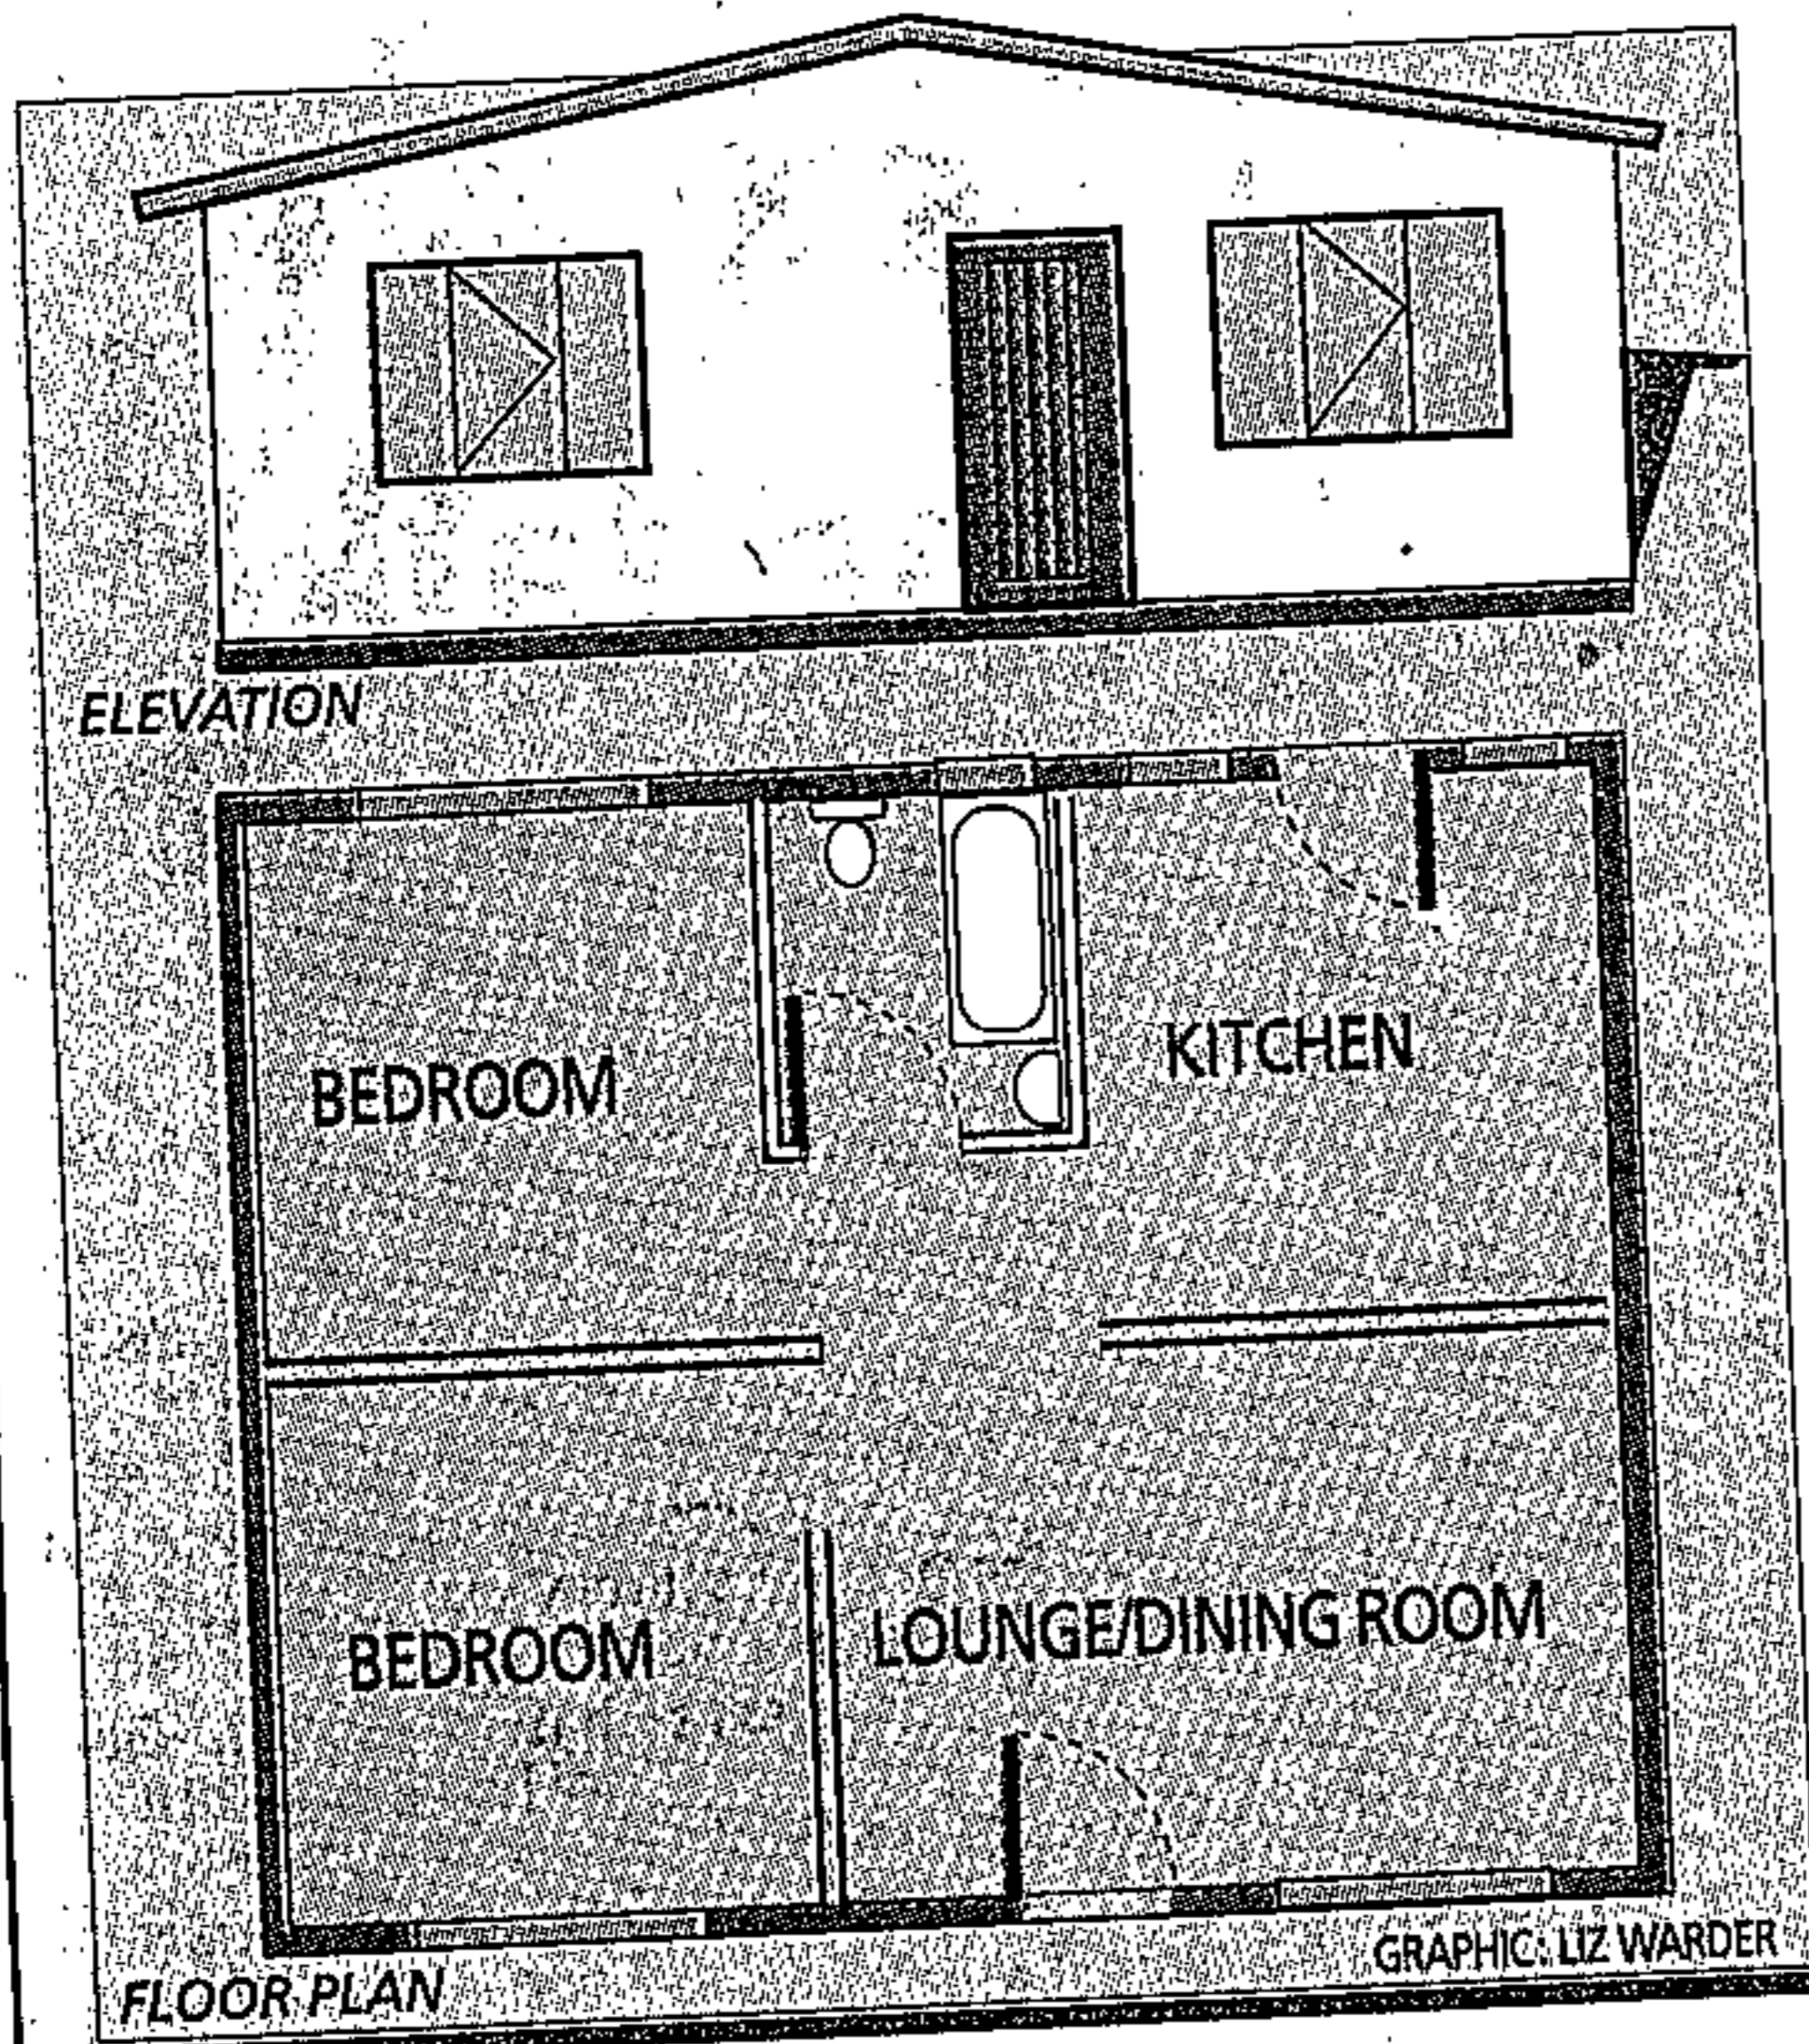 ELEVATION
BEDROOM
KITCHEN
BEDROOM
LOUNGE/DINING ROOM
GRAPHIC: LIZ WARDER
FLOOR PLAN